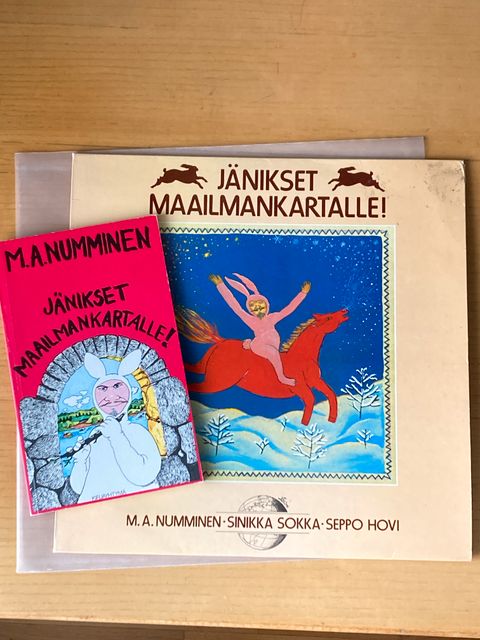 JÄNIKSET
MAAILMANKARTALLE!
M. A. NUMMINEN · SINIKKA SOKKA · SEPPO HOVI
M.A. NUMMINEN
JÄNIKSET
MAAILMANKARTALLE!